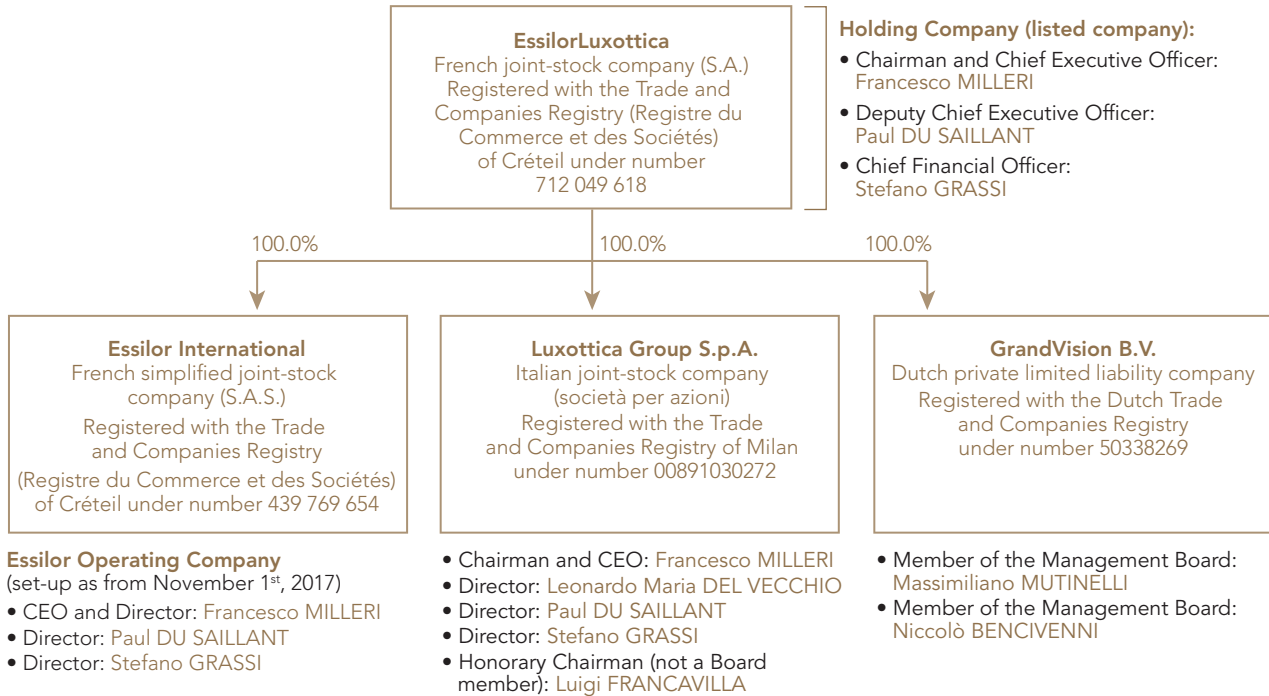 EssilorLuxottica
French joint-stock company (S.A.)
Registered with the Trade and
Companies Registry (Registre du
Commerce et des Sociétés)
of Créteil under number
712 049 618
Holding Company (listed company):
• Chairman and Chief Executive Officer:
Francesco MILLERI
• Deputy Chief Executive Officer:
Paul DU SAILLANT
• Chief Financial Officer:
Stefano GRASSI
100.0%
100.0%
100.0%
Essilor International
French simplified joint-stock
company (S.A.S.)
Registered with the Trade
and Companies Registry
(Registre du Commerce et des Sociétés)
of Créteil under number 439 769 654
Luxottica Group S.p.A.
Italian joint-stock company
(società per azioni)
Registered with the Trade
and Companies Registry of Milan
under number 00891030272
GrandVision B.V.
Dutch private limited liability company
Registered with the Dutch Trade
and Companies Registry
under number 50338269
Essilor Operating Company
(set-up as from November 1st, 2017)
• CEO and Director: Francesco MILLERI
• Director: Paul DU SAILLANT
• Director: Stefano GRASSI
• Chairman and CEO: Francesco MILLERI
• Director: Leonardo Maria DEL VECCHIO
• Director: Paul DU SAILLANT
• Director: Stefano GRASSI
• Honorary Chairman (not a Board
member): Luigi FRANCAVILLA
• Member of the Management Board:
Massimiliano MUTINELLI
• Member of the Management Board:
Niccolò BENCIVENNI